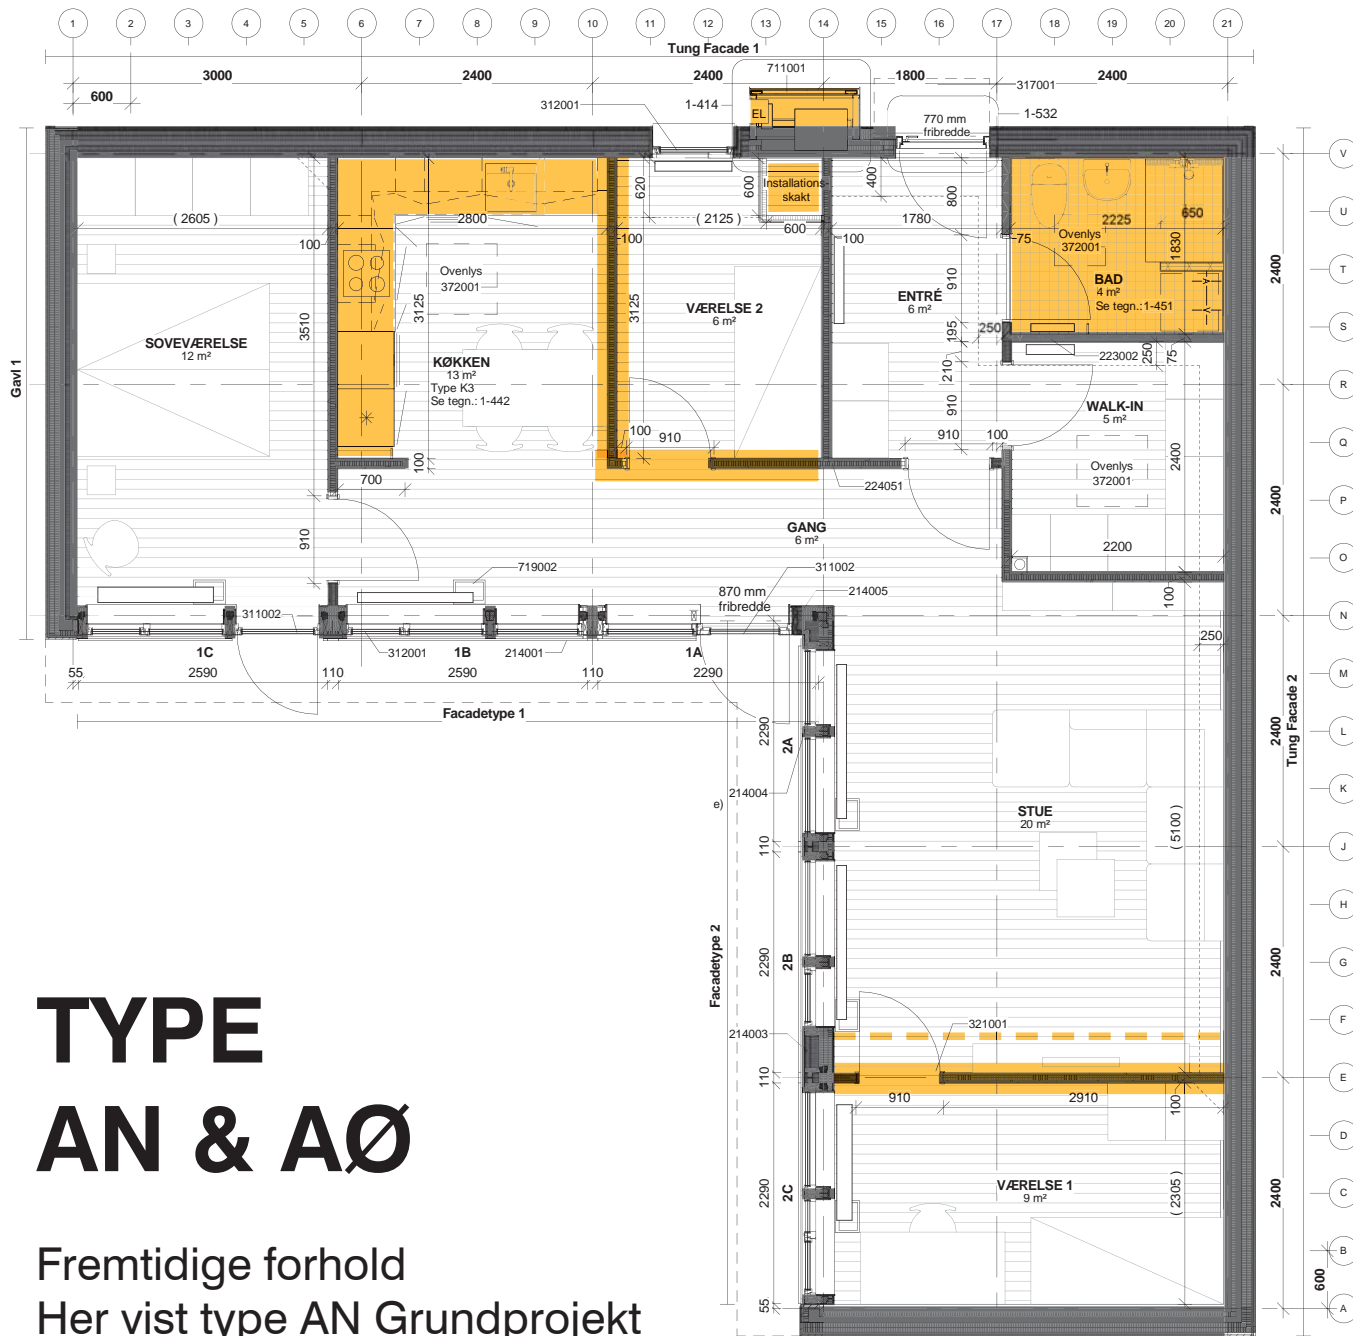 1 2 3 4 5 6 7 8 9 10 11 12 13 14 15 16 17 18 19 20 21
Tung Facade 1
3000 2400 2400 1800 2400
600
711001
317001
312001
1-414
1-532
EL
770 mm
fribredde
V
U
T
S
R
Q
P
O
N
M
L
K
J
H
G
F
E
D
C
B
A
Gavl 1
( 2605 )
100
3510
SOVEVÆRELSE
12 m²
910
2800
Ovenlys
372001
3125
KØKKEN
13 m²
Type K3
Se tegn.: 1-442
100
700
620
600
Installations-
skakt
( 2125 )
600
100
3125
VÆRELSE 2
6 m²
100
910
400
800
1780
100
910
ENTRÉ
6 m²
195
250
210
910
910
100
224051
2225
650
75
Ovenlys
372001
1830
BAD
4 m²
Se tegn.:1-451
A
V
223002
250
75
WALK-IN
5 m²
Ovenlys
372001
2400
2200
100
250
GANG
6 m²
719002
311002
870 mm
fribredde
214005
311002
312001
214001
1C
1B
1A
55
2590
110
2590
110
2290
Facadetype 1
2290
2A
214004
e)
110
Facadetype 2
2290
2B
214003
110
2290
2C
55
STUE
20 m²
( 5100 )
321001
910
2910
100
VÆRELSE 1
9 m²
( 2305 )
2400
2400
2400
Tung Facade 2
2400
2400
600
TYPE
AN & AØ
Fremtidige forhold
Her vist type AN Grundprojekt